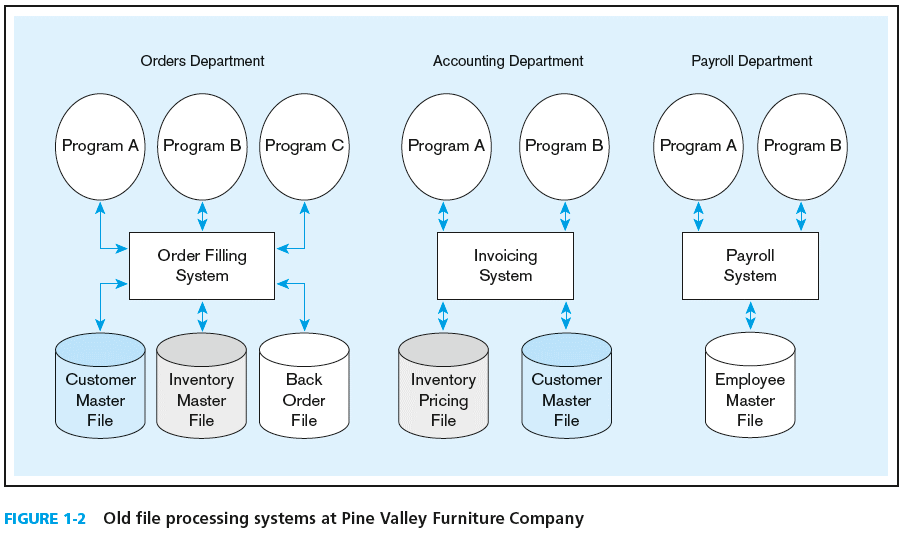 Orders Department
Accounting Department
Payroll Department
Program A
Program B
Program C
Program A
Program B
Program A
Program B
Order Filling
System
Invoicing
System
Payroll
System
Customer
Master
File
Inventory
Master
File
Back
Order
File
Inventory
Pricing
File
Customer
Master
File
Employee
Master
File
FIGURE 1-2 Old file processing systems at Pine Valley Furniture Company